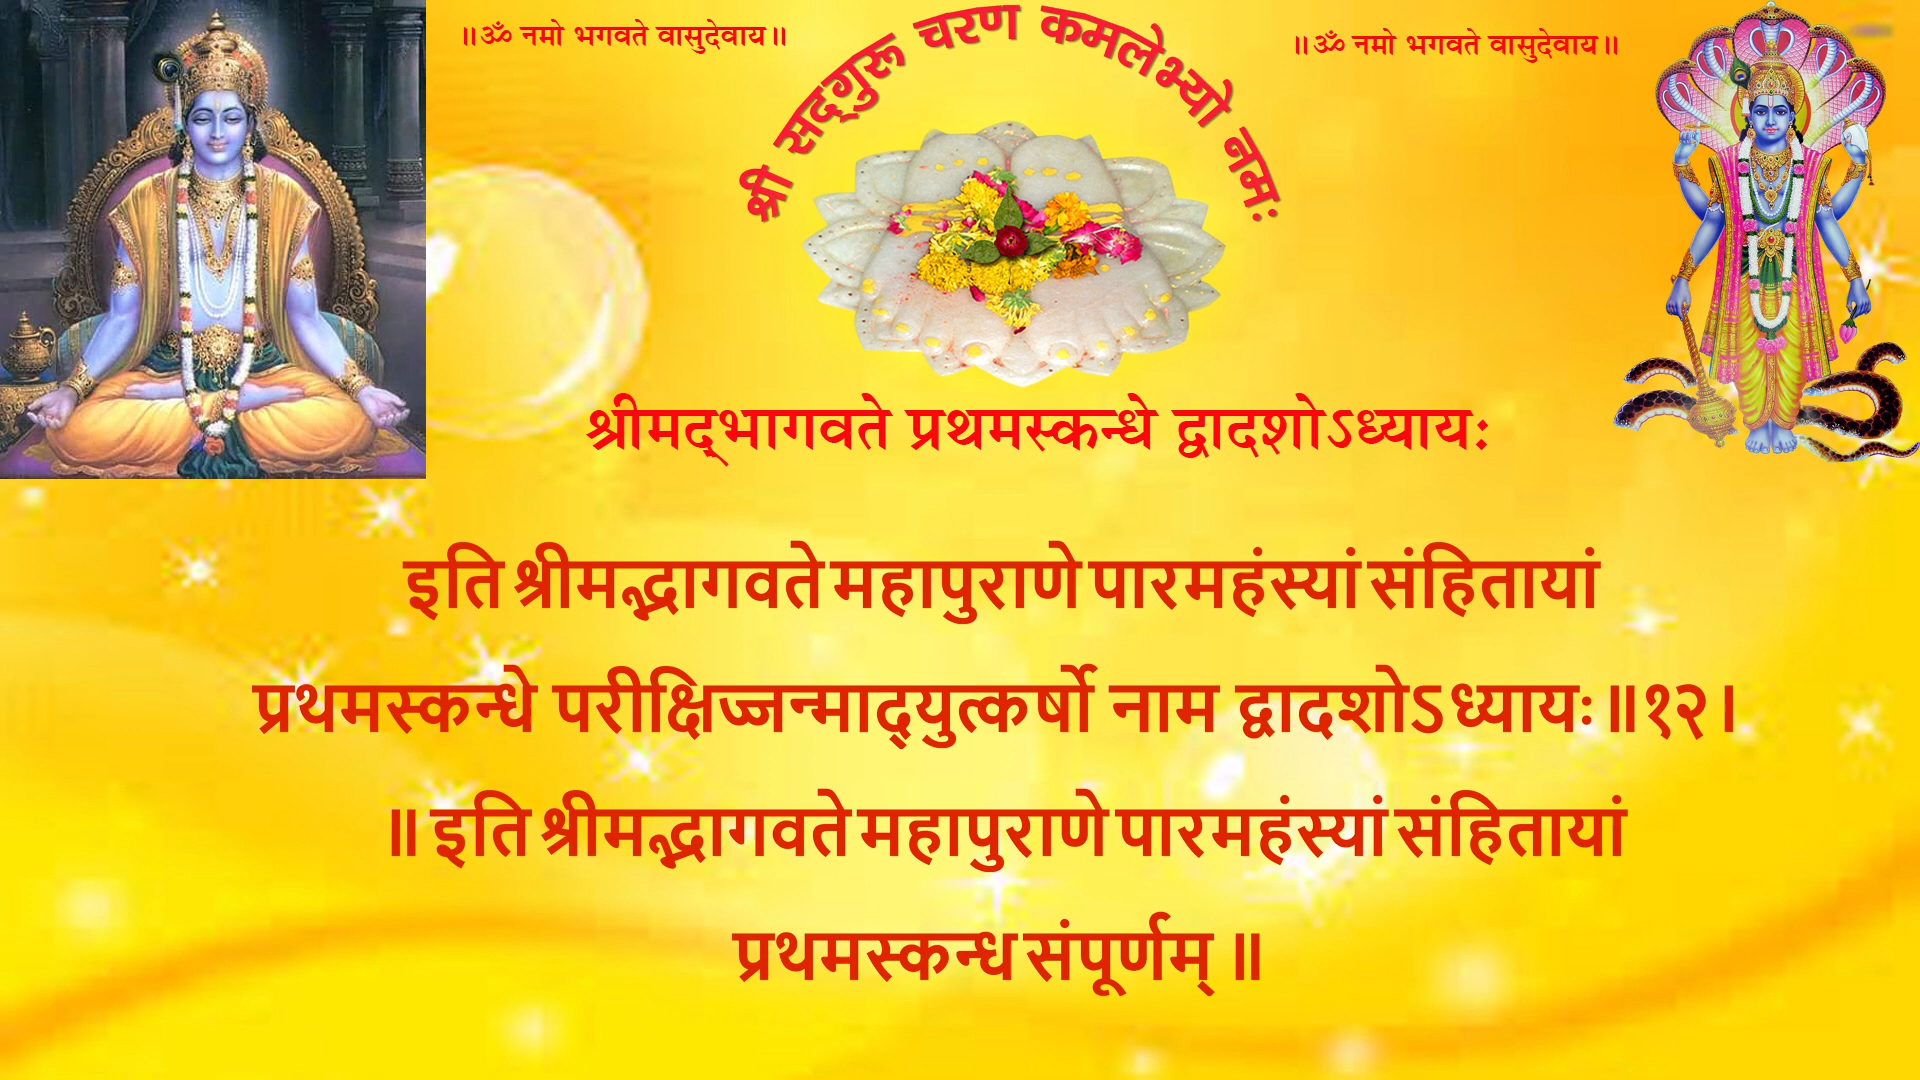 ॥ॐ नमो भगवते वासुदेवाय॥
श्री सद्‌गुरू चरण कमलेभ्यो नमः
॥ॐ नमो भगवते वासुदेवाय॥
श्रीमद्‌भागवते प्रथमस्कन्धे द्वादशोऽध्यायः
इति श्रीमद्भागवते महापुराणे पारमहंस्यां संहितायां
प्रथमस्कन्धे परीक्षिज्जन्माद्‌युत्कर्षो नाम द्वादशोऽध्यायः॥१२।
॥ इति श्रीमद्भागवते महापुराणे पारमहंस्यां संहितायां
प्रथमस्कन्ध संपूर्णम् ॥